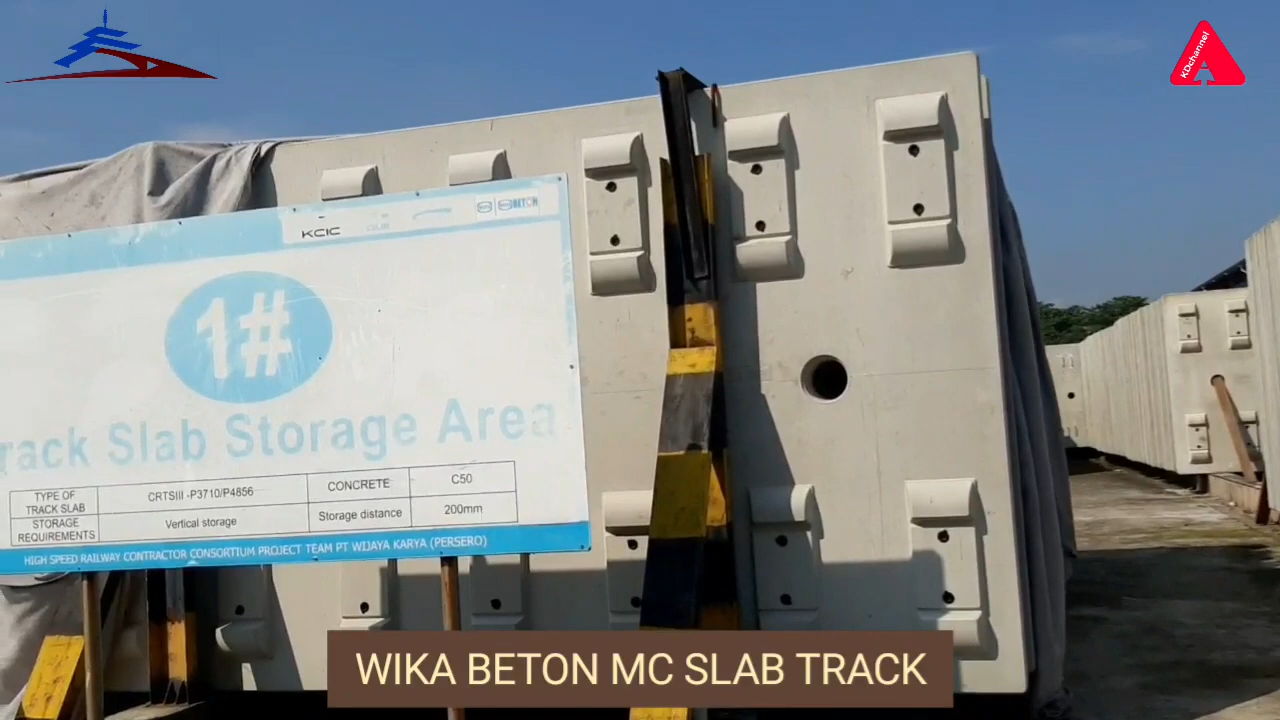 KDchannel
KCIC
BETON
1#
Track Slab Storage Area
TYPE OF TRACK SLAB
CRTSIII -P3710/P4856
CONCRETE
C50
STORAGE REQUIREMENTS
Vertical storage
Storage distance
200mm
HIGH SPEED RAILWAY CONTRACTOR CONSORTIUM PROJECT TEAM PT WIJAYA KARYA (PERSERO)
WIKA BETON MC SLAB TRACK